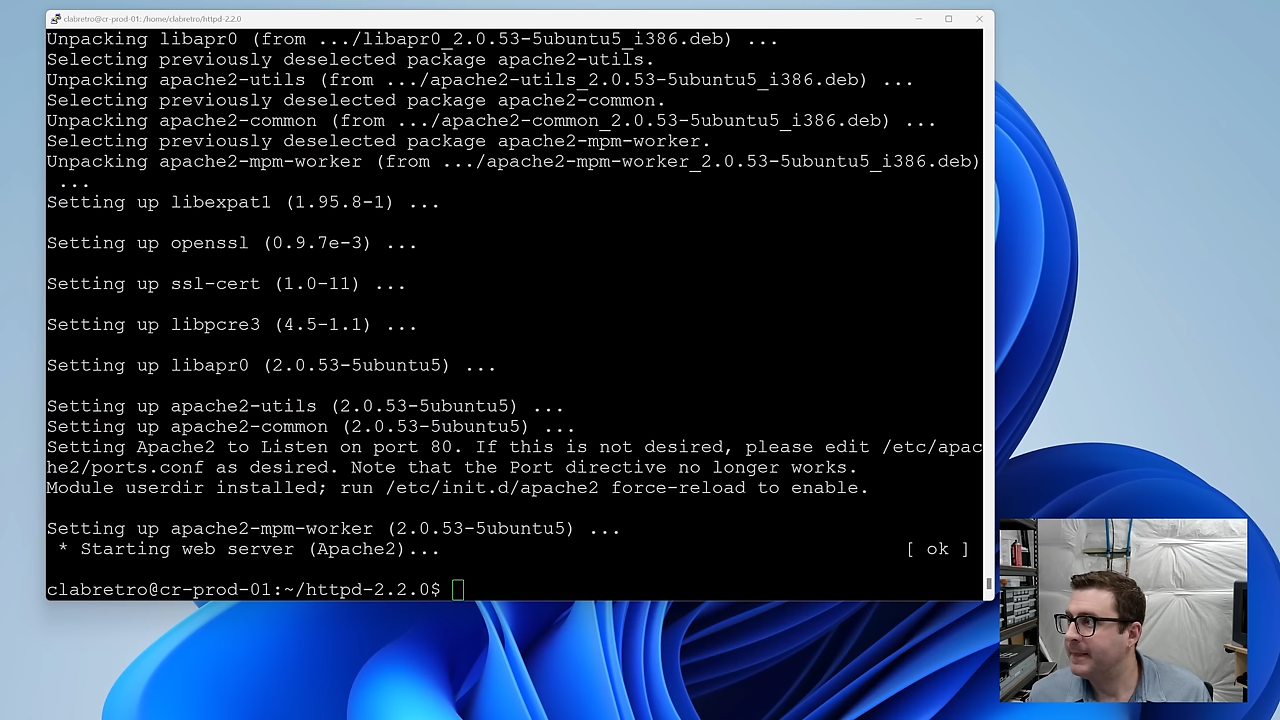 clabretro@cr-prod-01: /home/clabretro/httpd-2.2.0
Unpacking libapr0 (from .../libapr0_2.0.53-5ubuntu5_i386.deb) ...
Selecting previously deselected package apache2-utils.
Unpacking apache2-utils (from .../apache2-utils_2.0.53-5ubuntu5_i386.deb) ...
Selecting previously deselected package apache2-common.
Unpacking apache2-common (from .../apache2-common_2.0.53-5ubuntu5_i386.deb) ...
Selecting previously deselected package apache2-mpm-worker.
Unpacking apache2-mpm-worker (from .../apache2-mpm-worker_2.0.53-5ubuntu5_i386.deb)
...
Setting up libexpat1 (1.95.8-1) ...
Setting up openssl (0.9.7e-3) ...
Setting up ssl-cert (1.0-11) ...
Setting up libpcre3 (4.5-1.1) ...
Setting up libapr0 (2.0.53-5ubuntu5) ...
Setting up apache2-utils (2.0.53-5ubuntu5) ...
Setting up apache2-common (2.0.53-5ubuntu5) ...
Setting Apache2 to Listen on port 80. If this is not desired, please edit /etc/apac
he2/ports.conf as desired. Note that the Port directive no longer works.
Module userdir installed; run /etc/init.d/apache2 force-reload to enable.
Setting up apache2-mpm-worker (2.0.53-5ubuntu5) ...
* Starting web server (Apache2)... [ ok ]
clabretro@cr-prod-01:~/httpd-2.2.0$